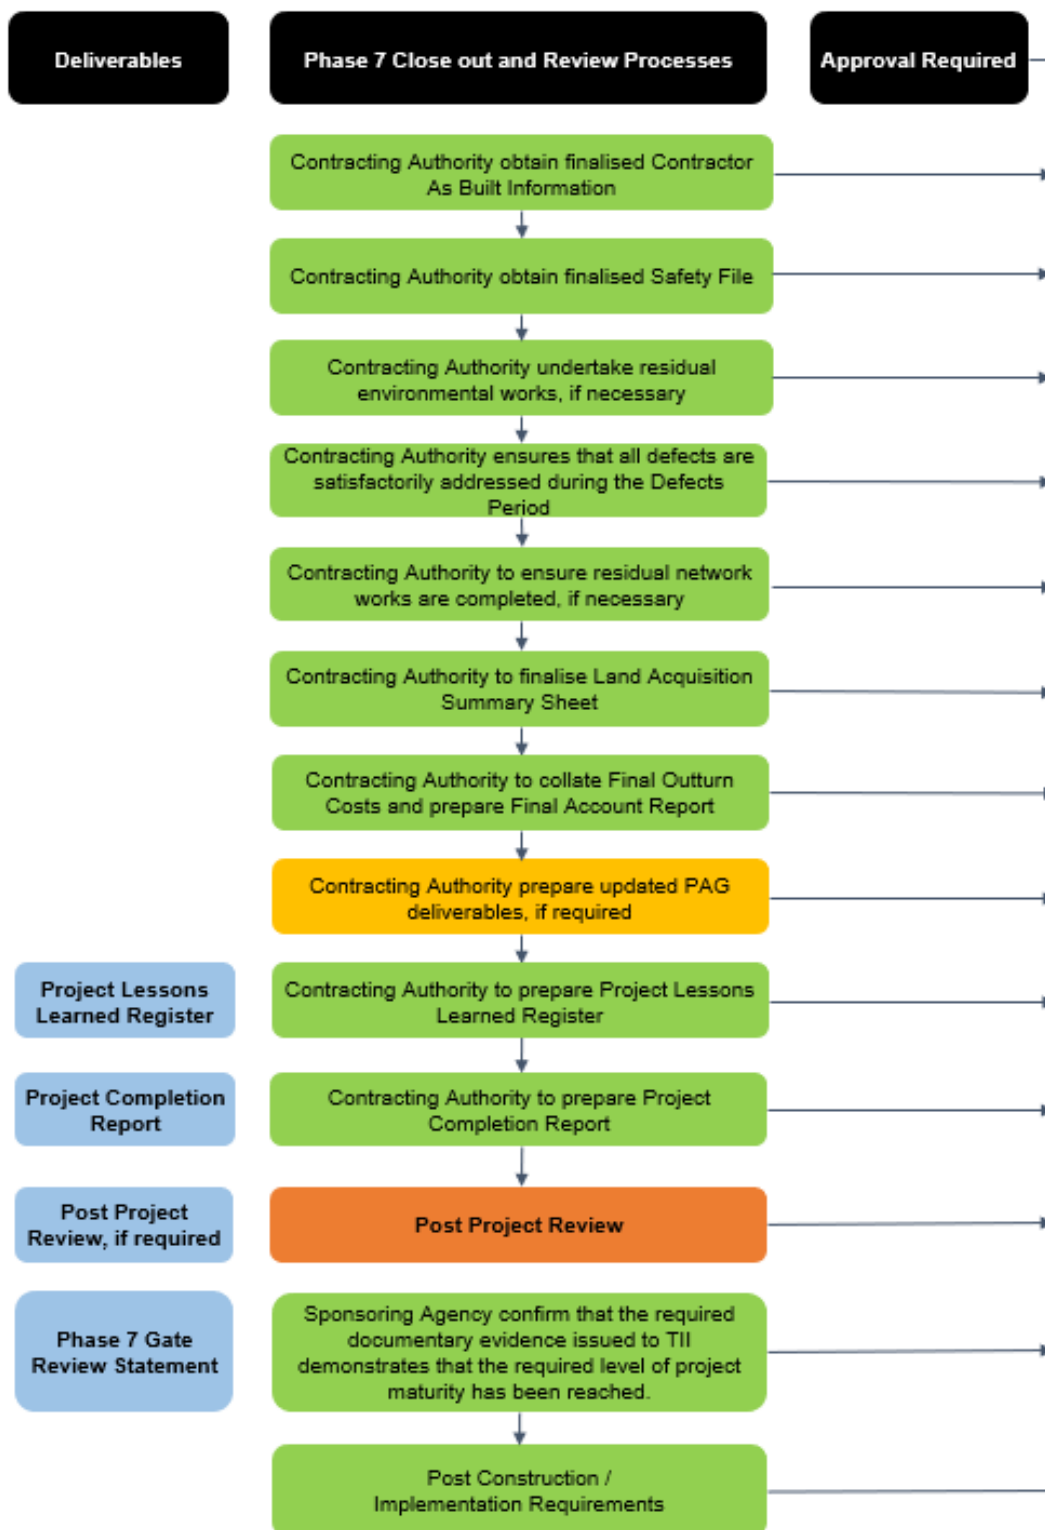 Deliverables
Phase 7 Close out and Review Processes
Approval Required
Contracting Authority obtain finalised Contractor
As Built Information
Contracting Authority obtain finalised Safety File
Contracting Authority undertake residual
environmental works, if necessary
Contracting Authority ensures that all defects are
satisfactorily addressed during the Defects
Period
Contracting Authority to ensure residual network
works are completed, if necessary
Contracting Authority to finalise Land Acquisition
Summary Sheet
Contracting Authority to collate Final Outturn
Costs and prepare Final Account Report
Contracting Authority prepare updated PAG
deliverables, if required
Project Lessons
Learned Register
Contracting Authority to prepare Project Lessons
Learned Register
Project Completion
Report
Contracting Authority to prepare Project
Completion Report
Post Project
Review, if required
Post Project Review
Phase 7 Gate
Review Statement
Sponsoring Agency confirm that the required
documentary evidence issued to TII
demonstrates that the required level of project
maturity has been reached.
Post Construction /
Implementation Requirements